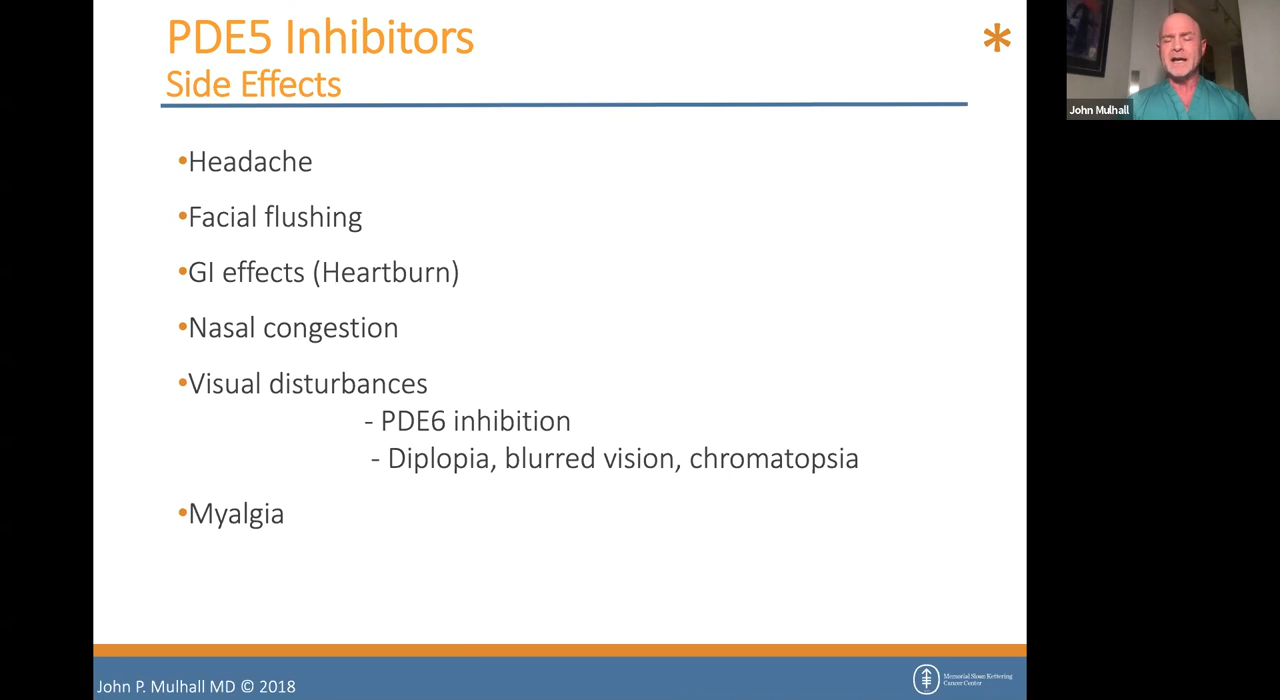 PDE5 Inhibitors
*
Side Effects
John Mulhall
•Headache
•Facial flushing
•GI effects (Heartburn)
•Nasal congestion
•Visual disturbances
- PDE6 inhibition
- Diplopia, blurred vision, chromatopsia
•Myalgia
John P. Mulhall MD © 2018
Memorial Sloan Kettering
Cancer Center